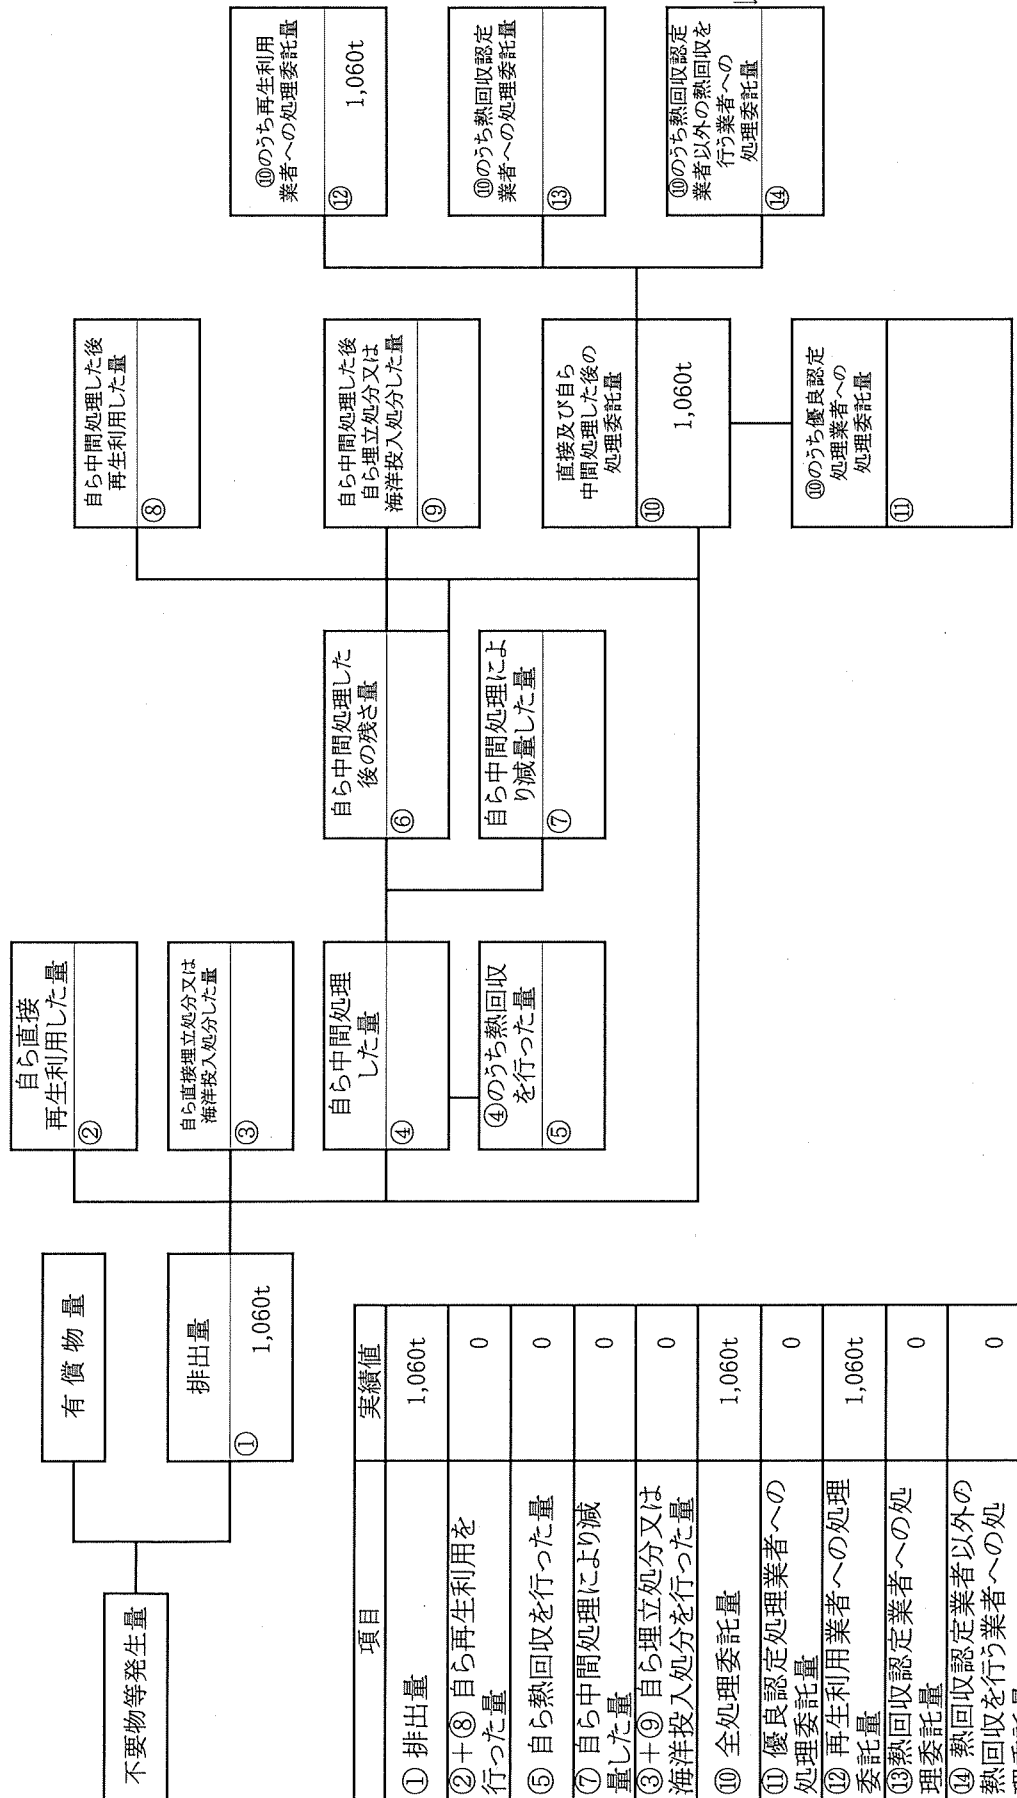 不要物等発生量
有償物量
排出量
①
1,060t
自ら直接
再生利用した量
②
自ら直接埋立処分又は
海洋投入処分した量
③
自ら中間処理
した量
④
④のうち熱回収
を行った量
⑤
自ら中間処理した
後の残さ量
⑥
自ら中間処理によ
り減量した量
⑦
自ら中間処理した後
再生利用した量
⑧
自ら中間処理した後
自ら埋立処分又は
海洋投入処分した量
⑨
直接及び自ら
中間処理した後の
処理委託量
⑩
1,060t
⑩のうち優良認定
処理業者への
処理委託量
⑪
⑩のうち再生利用
業者への処理委託量
⑫
1,060t
⑩のうち熱回収認定
業者への処理委託量
⑬
⑩のうち熱回収認定
業者以外の熱回収を
行う業者への
処理委託量
⑭
項目 実績値
① 排出量 1,060t
②+⑧ 自ら再生利用を
行った量 0
⑤ 自ら熱回収を行った量 0
⑦ 自ら中間処理により減
量した量 0
③+⑨ 自ら埋立処分又は
海洋投入処分を行った量 0
⑩ 全処理委託量 1,060t
⑪ 優良認定処理業者への
処理委託量 0
⑫ 再生利用業者への処理
委託量 1,060t
⑬熱回収認定業者への処
理委託量 0
⑭ 熱回収認定業者以外の
熱回収を行う業者への処 0